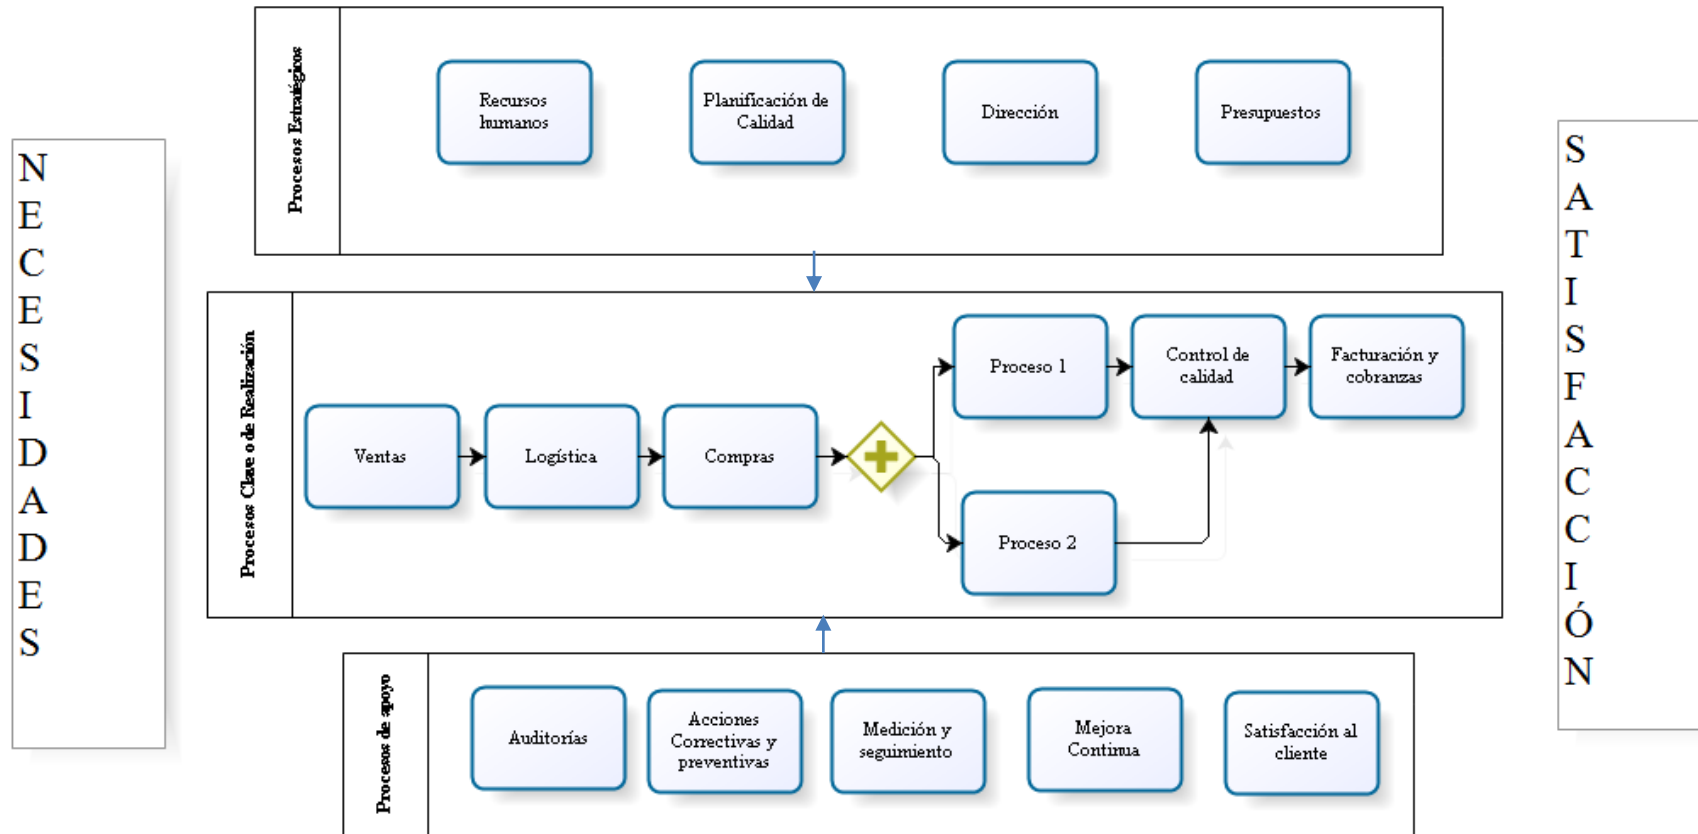 N
E
C
E
S
I
D
A
D
E
S
Procesos Estratégicos
Recursos
humanos
Planificación de
Calidad
Dirección
Presupuestos
Procesos Clave o de Realización
Ventas
Logística
Compras
Proceso 1
Proceso 2
Control de
calidad
Facturación y
cobranzas
Procesos de apoyo
Auditorías
Acciones
Correctivas y
preventivas
Medición y
seguimiento
Mejora
Continua
Satisfacción al
cliente
S
A
T
I
S
F
A
C
C
I
Ó
N